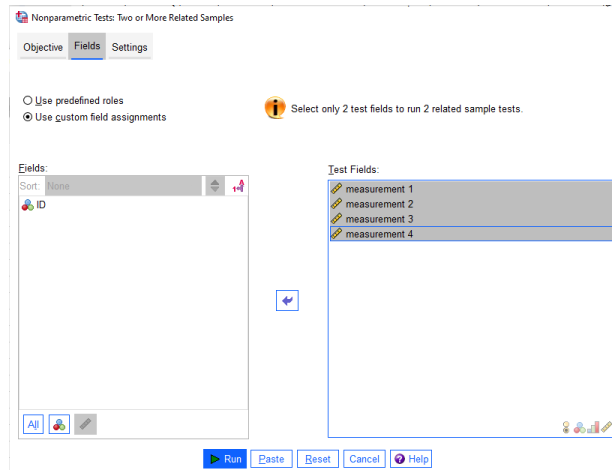 Nonparametric Tests: Two or More Related Samples
Objective Fields Settings
Use predefined roles
Use custom field assignments
Select only 2 test fields to run 2 related sample tests.
Fields:
Sort: None
ID
Test Fields:
measurement 1
measurement 2
measurement 3
measurement 4
All
Run Paste Reset Cancel Help